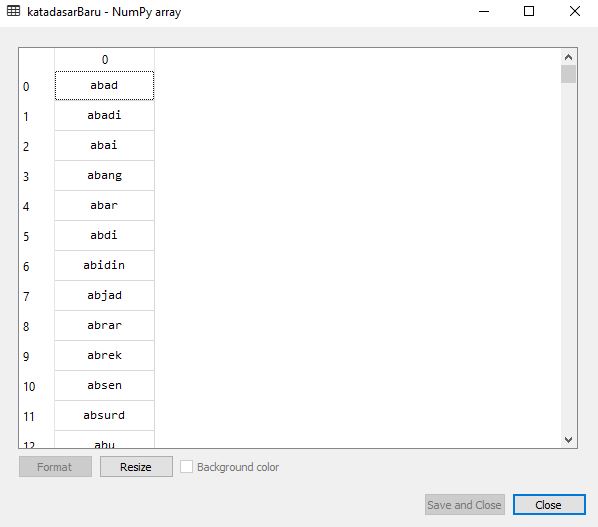 katadasarBaru - NumPy array
0
0 abad
1 abadi
2 abai
3 abang
4 abar
5 abdi
6 abidin
7 abjad
8 abrar
9 abrek
10 absen
11 absurd
12 abu
Format Resize Background color
Save and Close Close